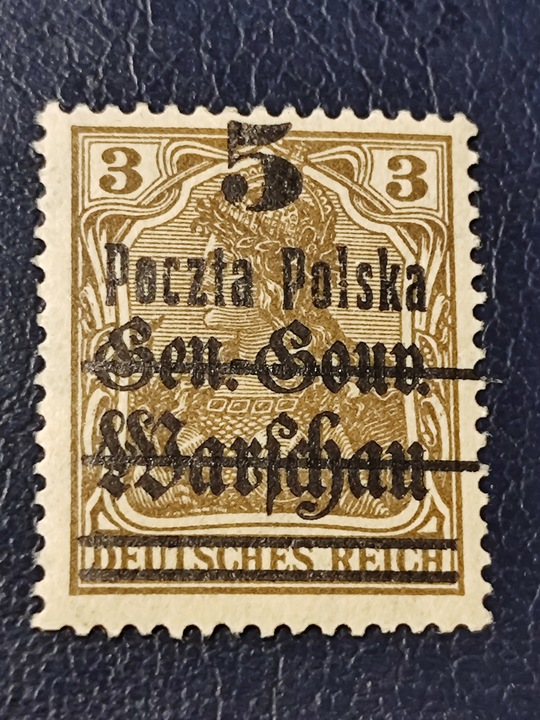 5
3 3
Poczta Polska
Gen.-Gouv.
Warschau
DEUTSCHES REICH